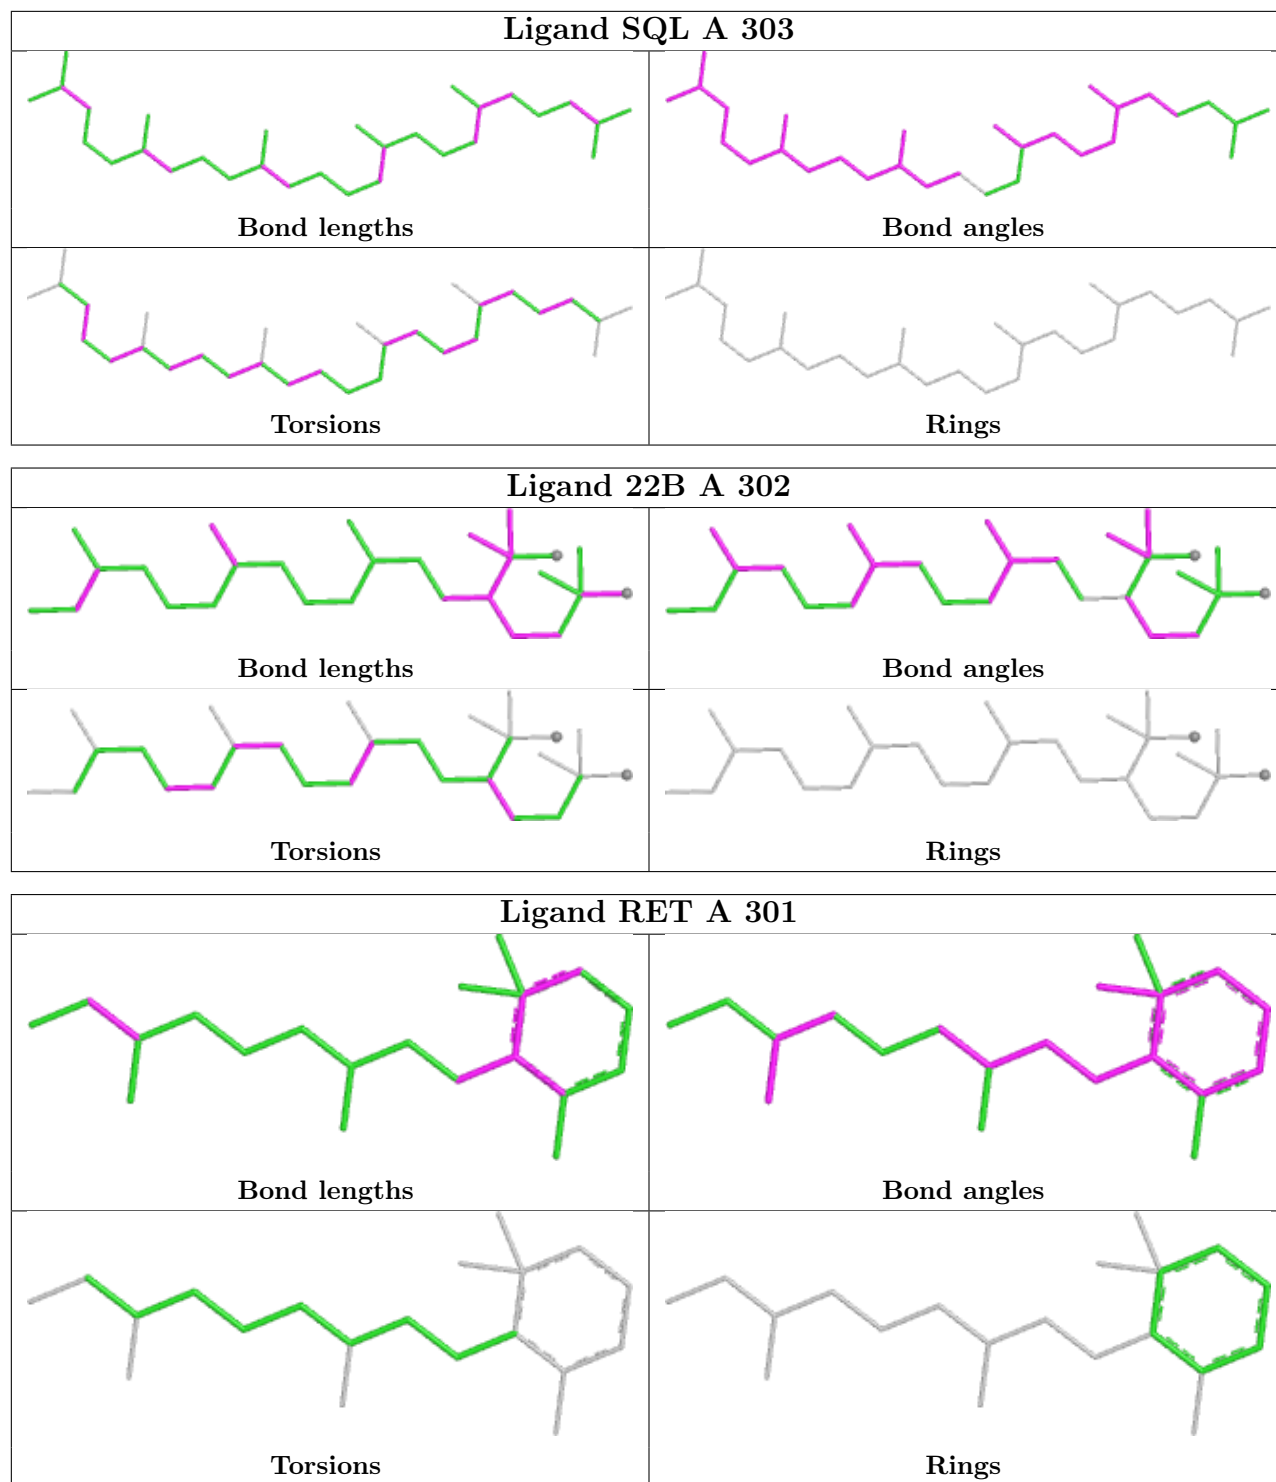 Ligand SQL A 303
Bond lengths
Bond angles
Torsions
Rings
Ligand 22B A 302
Bond lengths
Bond angles
Torsions
Rings
Ligand RET A 301
Bond lengths
Bond angles
Torsions
Rings